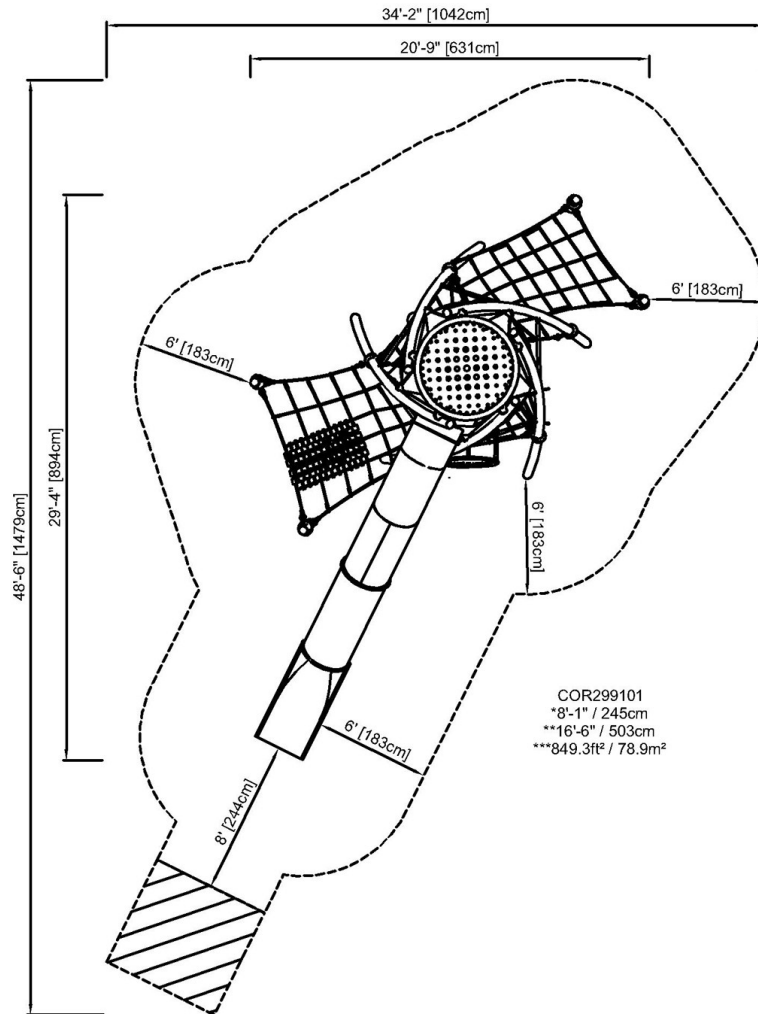 34'-2" [1042cm]
20'-9" [631cm]
6' [183cm]
6' [183cm]
29'-4" [894cm]
48'-6" [1479cm]
6' [183cm]
COR299101
*8'-1" / 245cm
**16'-6" / 503cm
***849.3ft² / 78.9m²
6' [183cm]
8' [244cm]